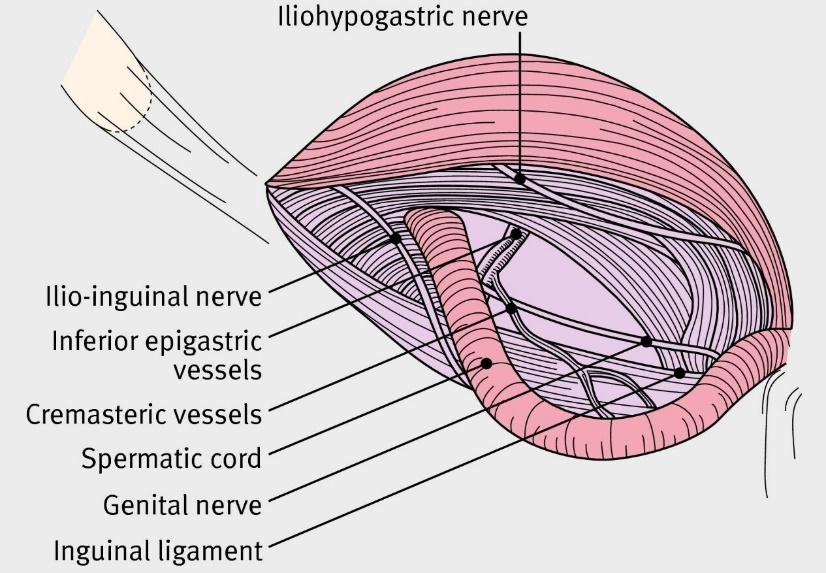 Iliohypogastric nerve
Ilio-inguinal nerve
Inferior epigastric
vessels
Cremasteric vessels
Spermatic cord
Genital nerve
Inguinal ligament